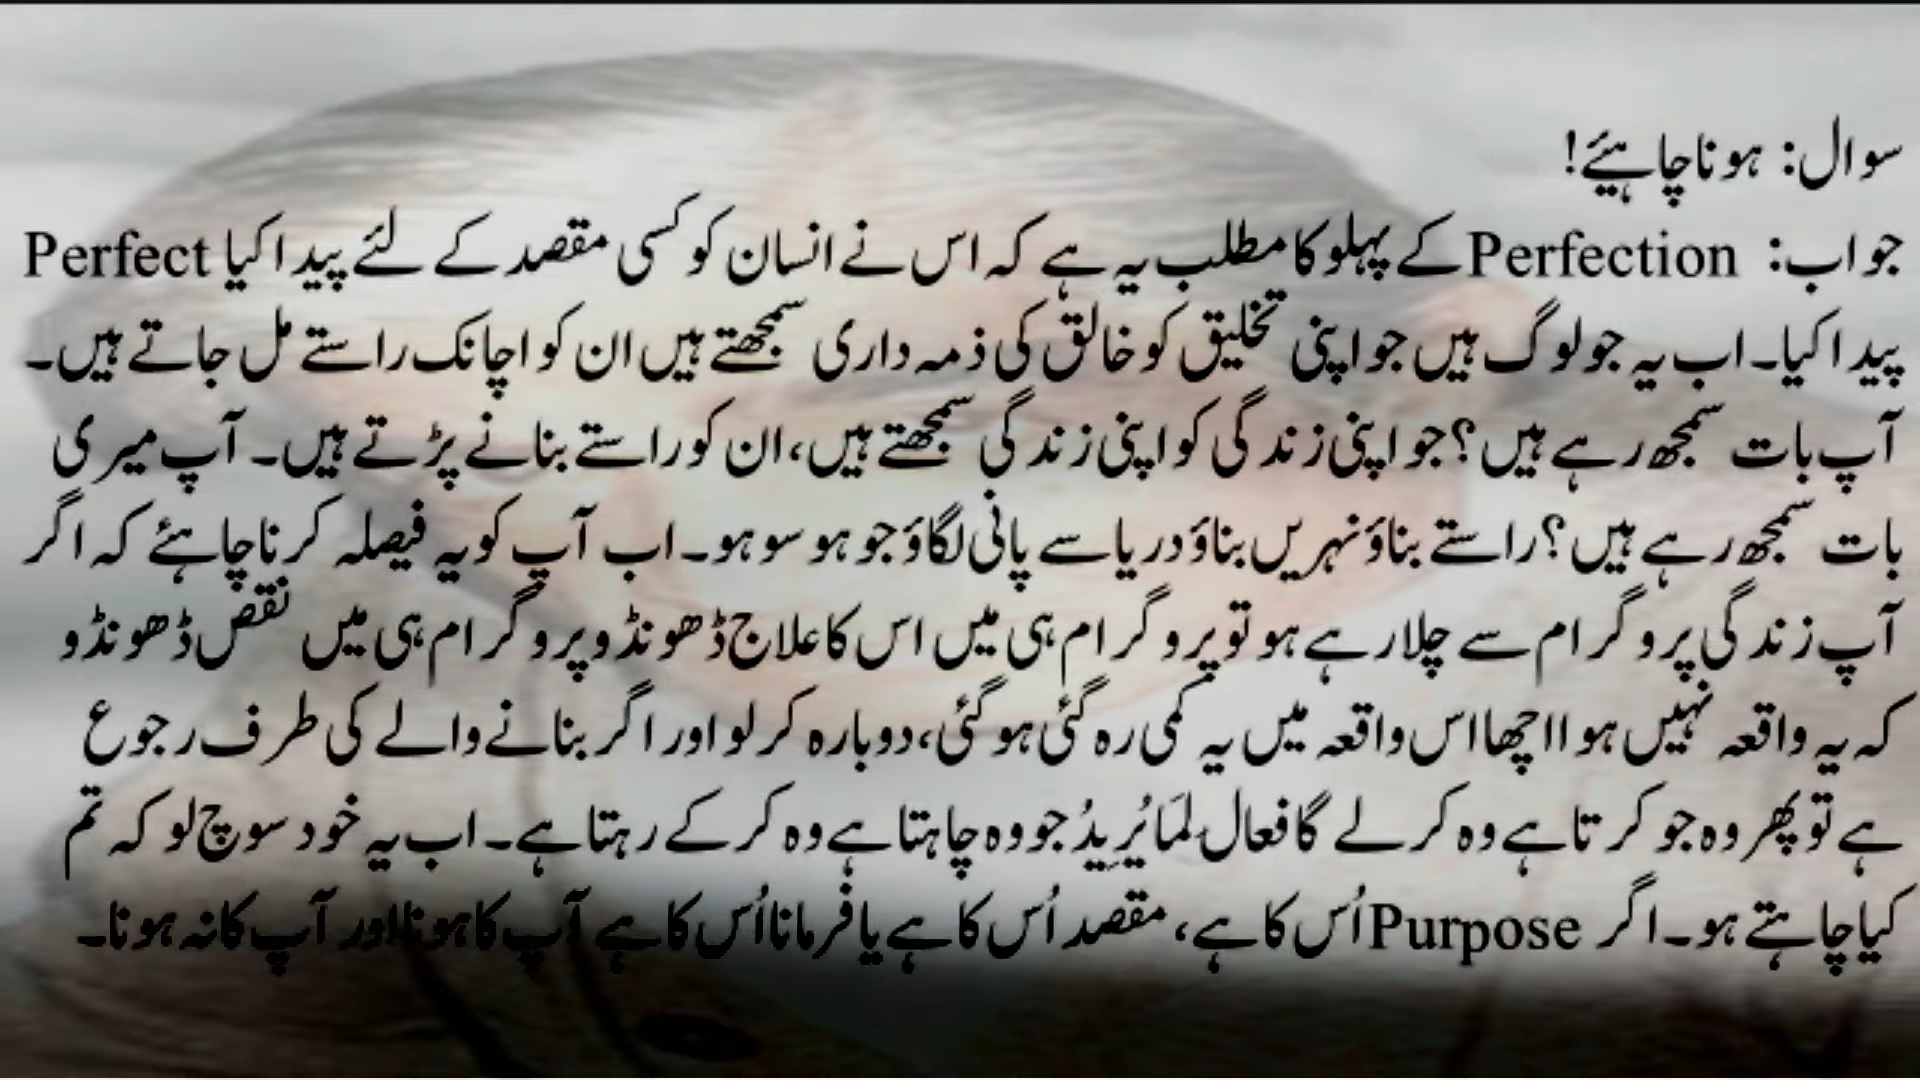 سوال: ہونا چاہیئے!
جواب: Perfection کے پہلو کا مطلب یہ ہے کہ اس نے انسان کو کسی مقصد کے لئے پیدا کیا Perfect
پیدا کیا۔ اب یہ جو لوگ ہیں جو اپنی تخلیق کو خالق کی ذمہ داری سمجھتے ہیں ان کو اچانک راستے مل جاتے ہیں۔
آپ بات سمجھ رہے ہیں؟ جو اپنی زندگی کو اپنی زندگی سمجھتے ہیں، ان کو راستے بنانے پڑتے ہیں۔ آپ میری
بات سمجھ رہے ہیں؟ راستے بناؤ نہریں بناؤ دریا سے پانی لگاؤ جو ہو سو ہو۔ اب آپ کو یہ فیصلہ کرنا چاہئے کہ اگر
آپ زندگی پروگرام سے چلا رہے ہو تو پروگرام ہی میں اس کا علاج ڈھونڈو پروگرام ہی میں نقص ڈھونڈو
کہ یہ واقعہ نہیں ہوا اچھا اس واقعہ میں یہ کمی رہ گئی ہو گئی، دوبارہ کر لو اور اگر بنانے والے کی طرف رجوع
ہے تو پھر وہ جو کرتا ہے وہ کر لے گا فعال لِمَا یُرِیدُ جو وہ چاہتا ہے وہ کر کے رہتا ہے۔ اب یہ خود سوچ لو کہ تم
کیا چاہتے ہو۔ اگر Purpose اُس کا ہے، مقصد اُس کا ہے یا فرمانا اُس کا ہے آپ کا ہونا اور آپ کا نہ ہونا۔